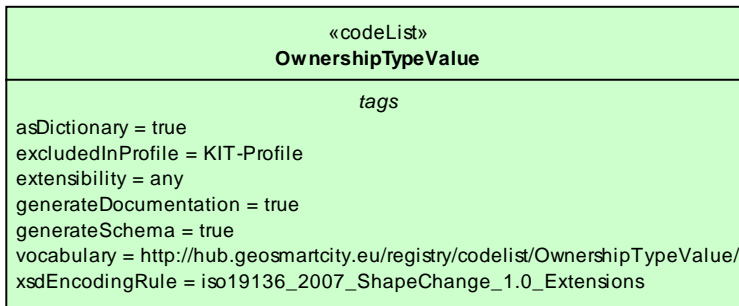 «codeList»
OwnershipTypeValue
tags
asDictionary = true
excludedInProfile = KIT-Profile
extensibility = any
generateDocumentation = true
generateSchema = true
vocabulary = http://hub.geosmartcity.eu/registry/codelist/OwnershipTypeValue/
xsdEncodingRule = iso19136_2007_ShapeChange_1.0_Extensions